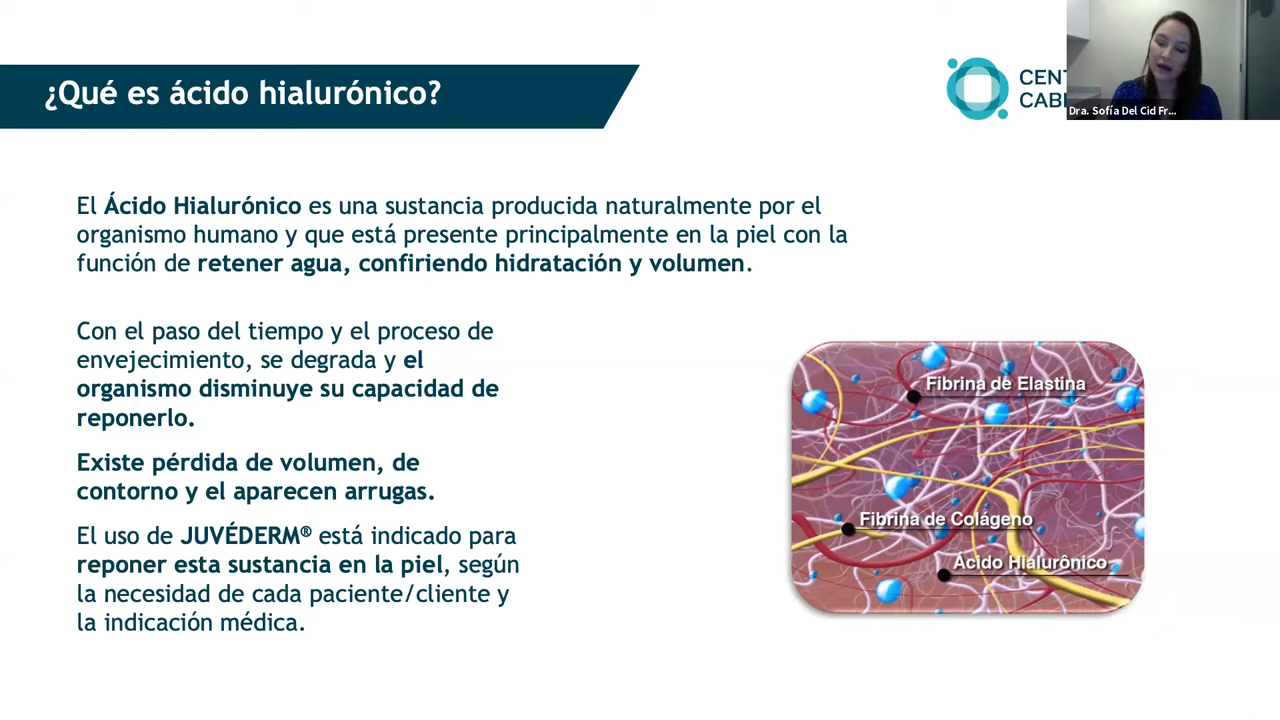 ¿Qué es ácido hialurónico?
CENT
CAB
Dra. Sofía Del Cid Fr...
El Ácido Hialurónico es una sustancia producida naturalmente por el
organismo humano y que está presente principalmente en la piel con la
función de retener agua, confiriendo hidratación y volumen.
Con el paso del tiempo y el proceso de
envejecimiento, se degrada y el
organismo disminuye su capacidad de
reponerlo.
Existe pérdida de volumen, de
contorno y el aparecen arrugas.
El uso de JUVÉDERM® está indicado para
reponer esta sustancia en la piel, según
la necesidad de cada paciente/cliente y
la indicación médica.
Fibrina de Elastina
Fibrina de Colágeno
Ácido Hialurônico